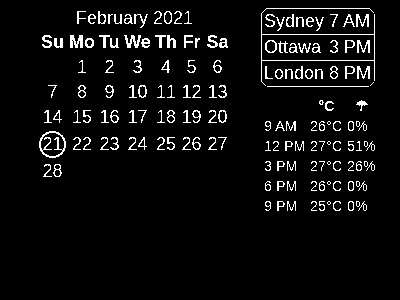 February 2021
Su Mo Tu We Th Fr Sa
1 2 3 4 5 6
7 8 9 10 11 12 13
14 15 16 17 18 19 20
21 22 23 24 25 26 27
28
Sydney 7 AM
Ottawa 3 PM
London 8 PM
°C ☂
9 AM 26°C 0%
12 PM 27°C 51%
3 PM 27°C 26%
6 PM 26°C 0%
9 PM 25°C 0%